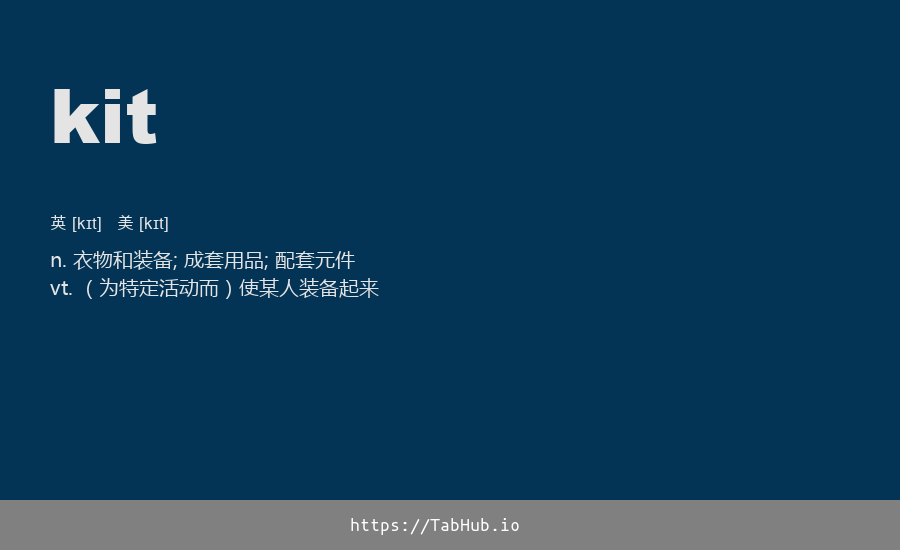 kit
英 [kɪt] 美 [kɪt]
n. 衣物和装备; 成套用品; 配套元件
vt. （为特定活动而）使某人装备起来
https://TabHub.io